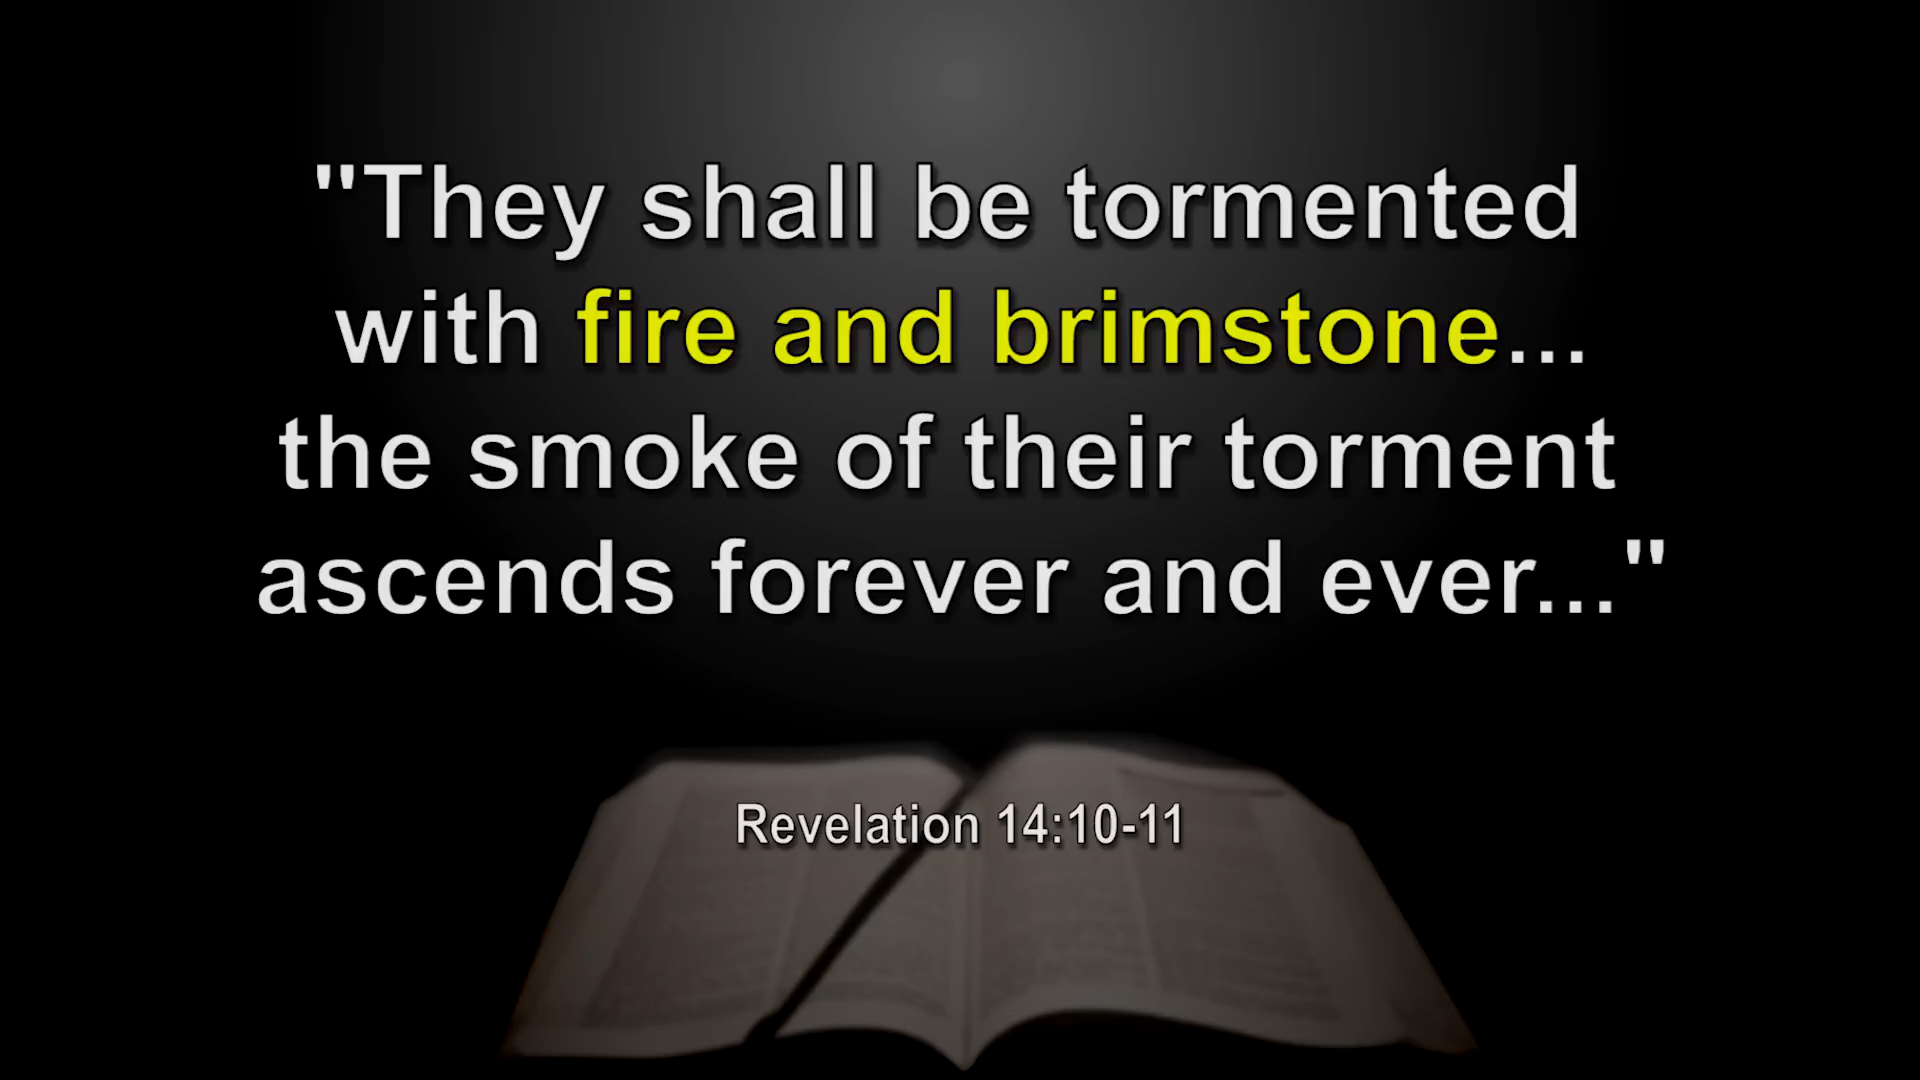 "They shall be tormented
with fire and brimstone...
the smoke of their torment
ascends forever and ever..."
Revelation 14:10-11